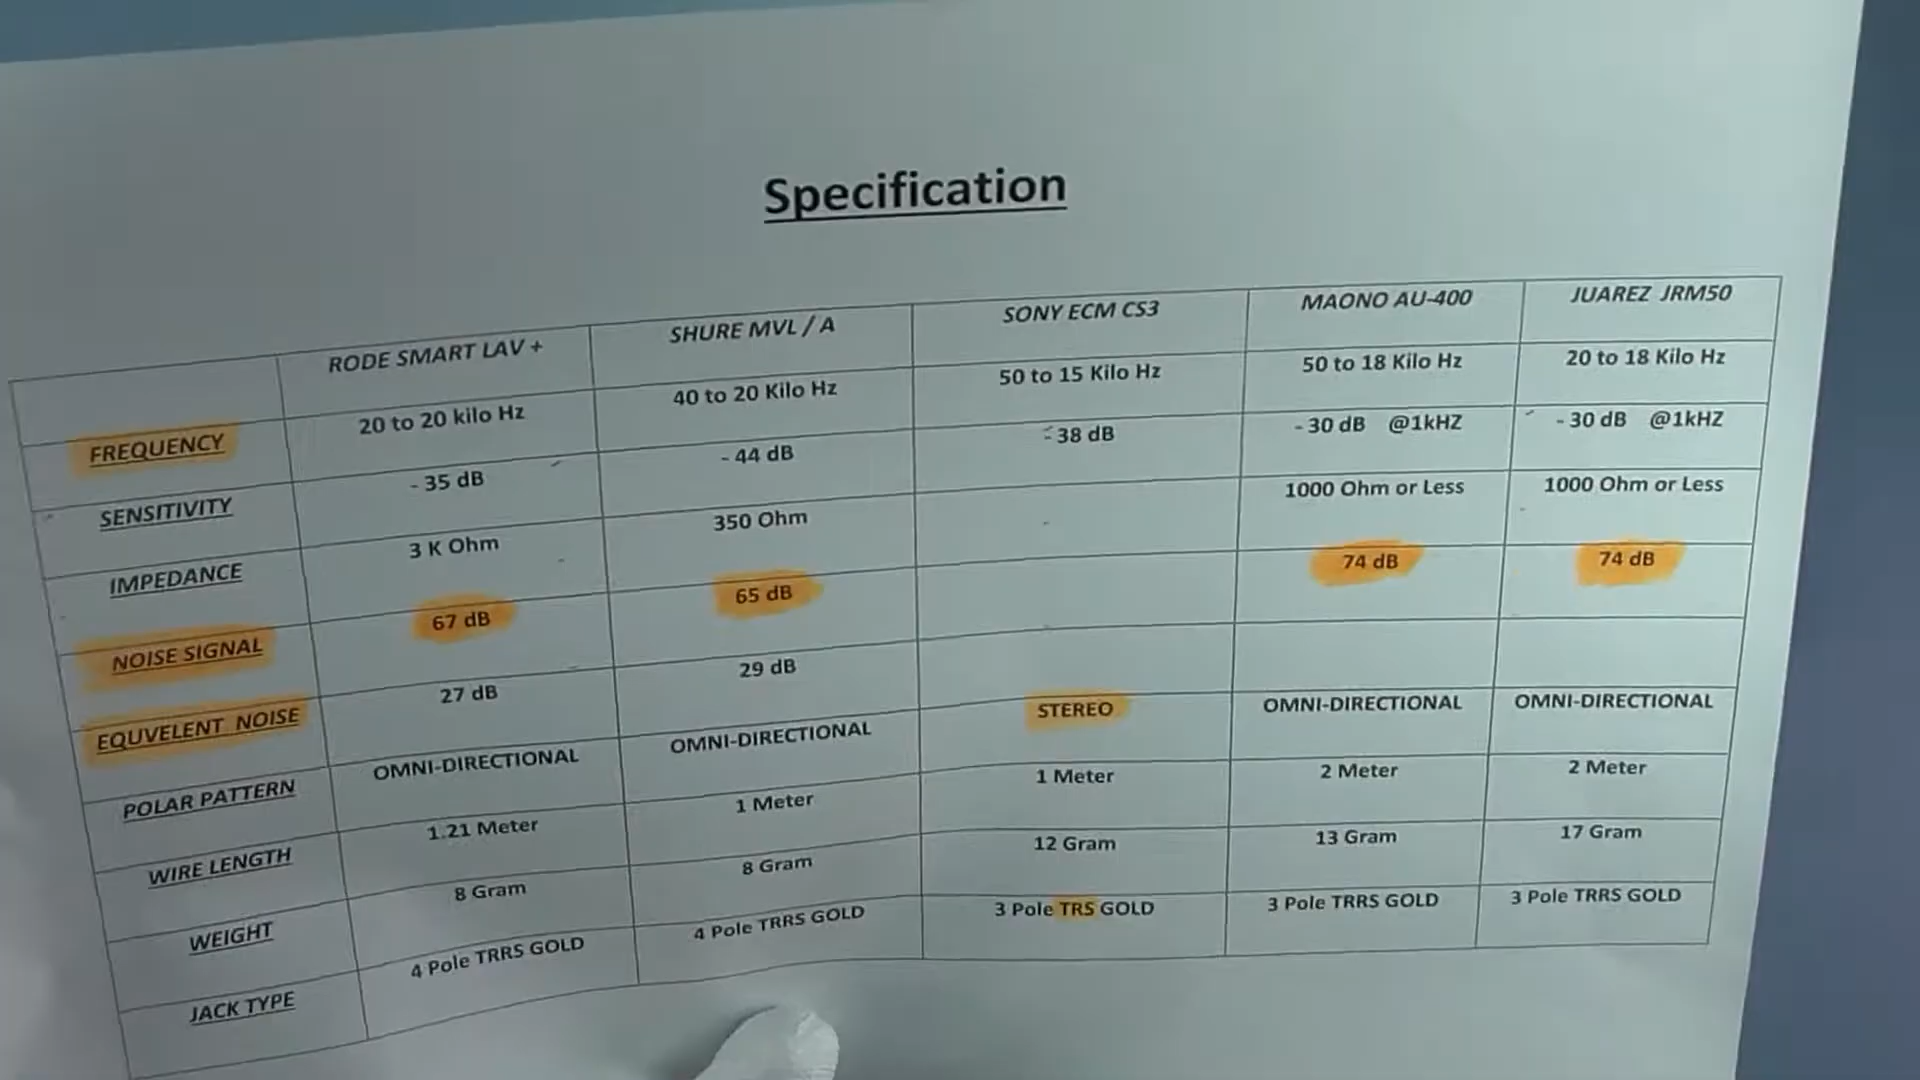 Specification
RODE SMART LAV + SHURE MVL / A SONY ECM CS3 MAONO AU-400 JUAREZ JRM50
FREQUENCY 20 to 20 kilo Hz 40 to 20 Kilo Hz 50 to 15 Kilo Hz 50 to 18 Kilo Hz 20 to 18 Kilo Hz
SENSITIVITY - 35 dB - 44 dB - 38 dB - 30 dB @1kHZ - 30 dB @1kHZ
IMPEDANCE 3 K Ohm 350 Ohm 1000 Ohm or Less 1000 Ohm or Less
NOISE SIGNAL 67 dB 65 dB 74 dB 74 dB
EQUVELENT NOISE 27 dB 29 dB
POLAR PATTERN OMNI-DIRECTIONAL OMNI-DIRECTIONAL STEREO OMNI-DIRECTIONAL OMNI-DIRECTIONAL
WIRE LENGTH 1.21 Meter 1 Meter 1 Meter 2 Meter 2 Meter
WEIGHT 8 Gram 8 Gram 12 Gram 13 Gram 17 Gram
JACK TYPE 4 Pole TRRS GOLD 4 Pole TRRS GOLD 3 Pole TRS GOLD 3 Pole TRRS GOLD 3 Pole TRRS GOLD